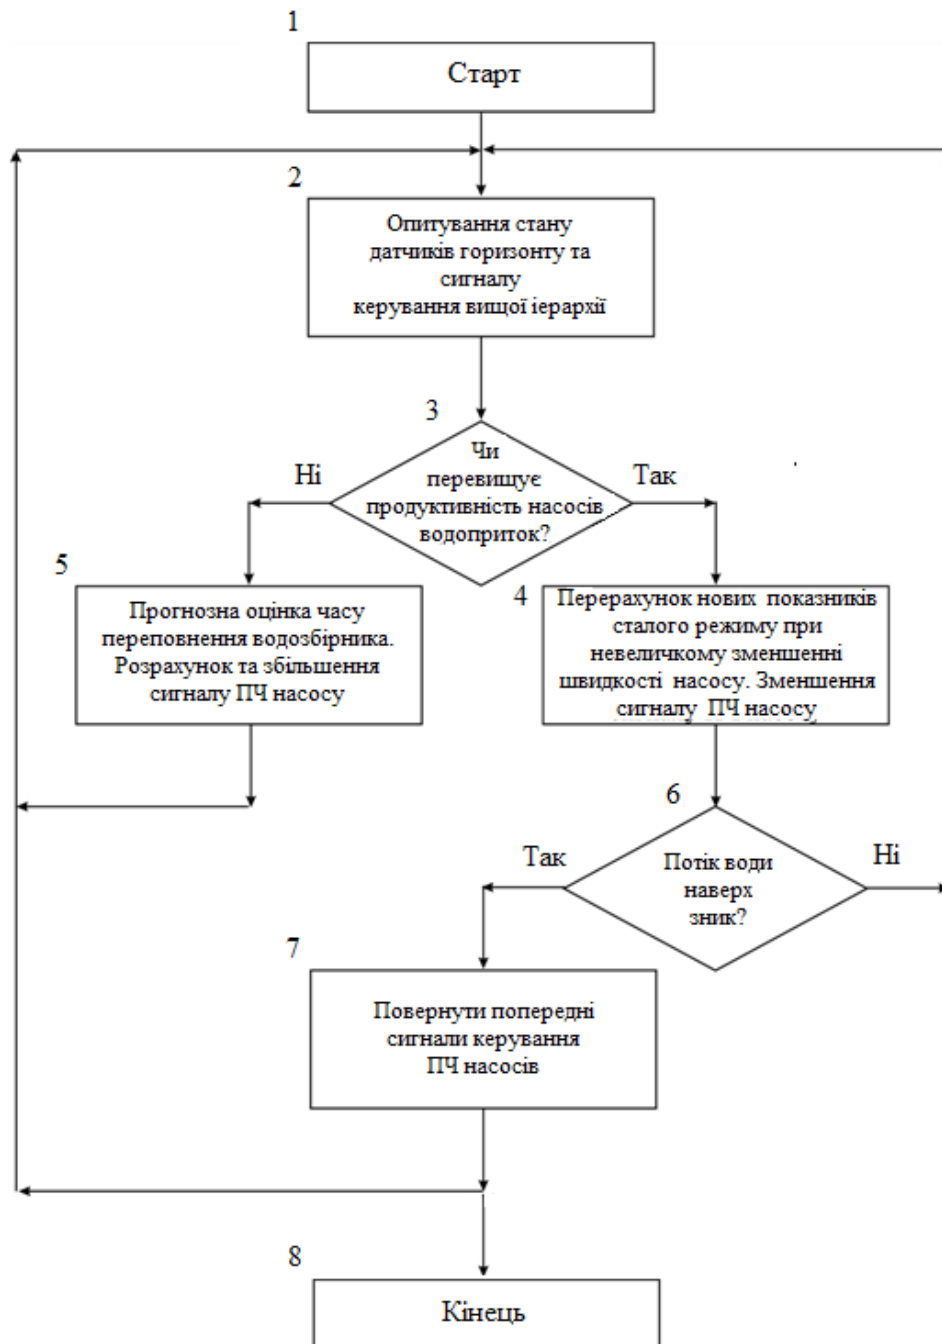 1
Старт
2
Опитування стану
датчиків горизонту та
сигналу
керування вищої ієрархії
3
Чи
перевищує
продуктивність насосів
водоприток?
Ні
Так
5
Прогнозна оцінка часу
переповнення водозбірника.
Розрахунок та збільшення
сигналу ПЧ насосу
4
Перерахунок нових показників
сталого режиму при
невеличкому зменшенні
швидкості насосу. Зменшення
сигналу ПЧ насосу
6
Потік води
наверх
зник?
Так
Ні
7
Повернути попередні
сигнали керування
ПЧ насосів
8
Кінець